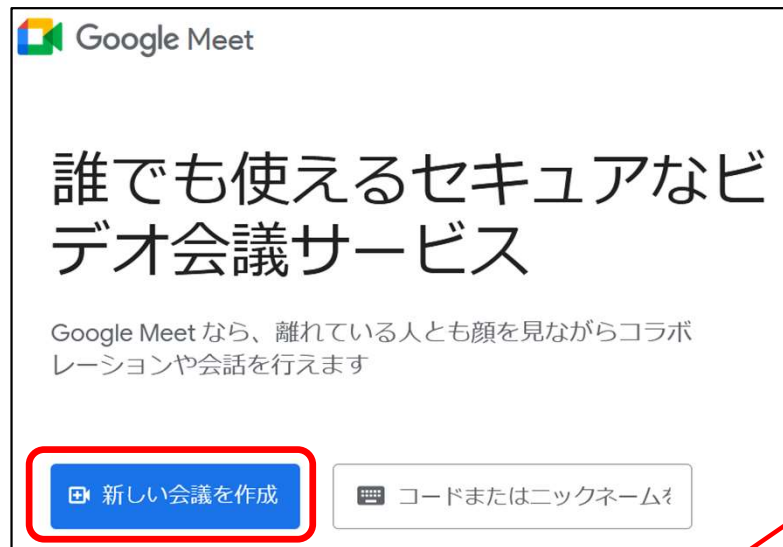 Google Meet
誰でも使えるセキュアなビ
デオ会議サービス
Google Meet なら、離れている人とも顔を見ながらコラボ
レーションや会話を行えます
新しい会議を作成
コードまたはニックネーム